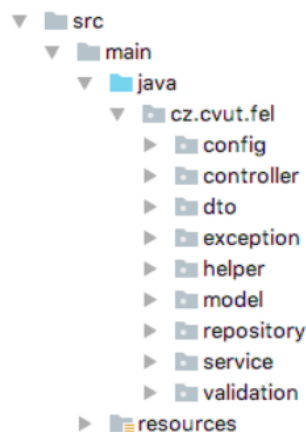 src
main
java
cz.cvut.fel
config
controller
dto
exception
helper
model
repository
service
validation
resources